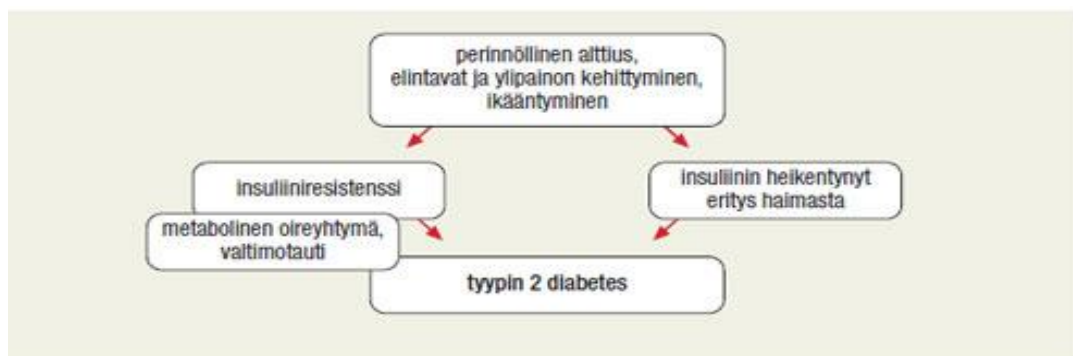 perinnöllinen alttius,
elintavat ja ylipainon kehittyminen,
ikääntyminen
insuliiniresistenssi
insuliinin heikentynyt
eritys haimasta
metabolinen oireyhtymä,
valtimotauti
tyypin 2 diabetes